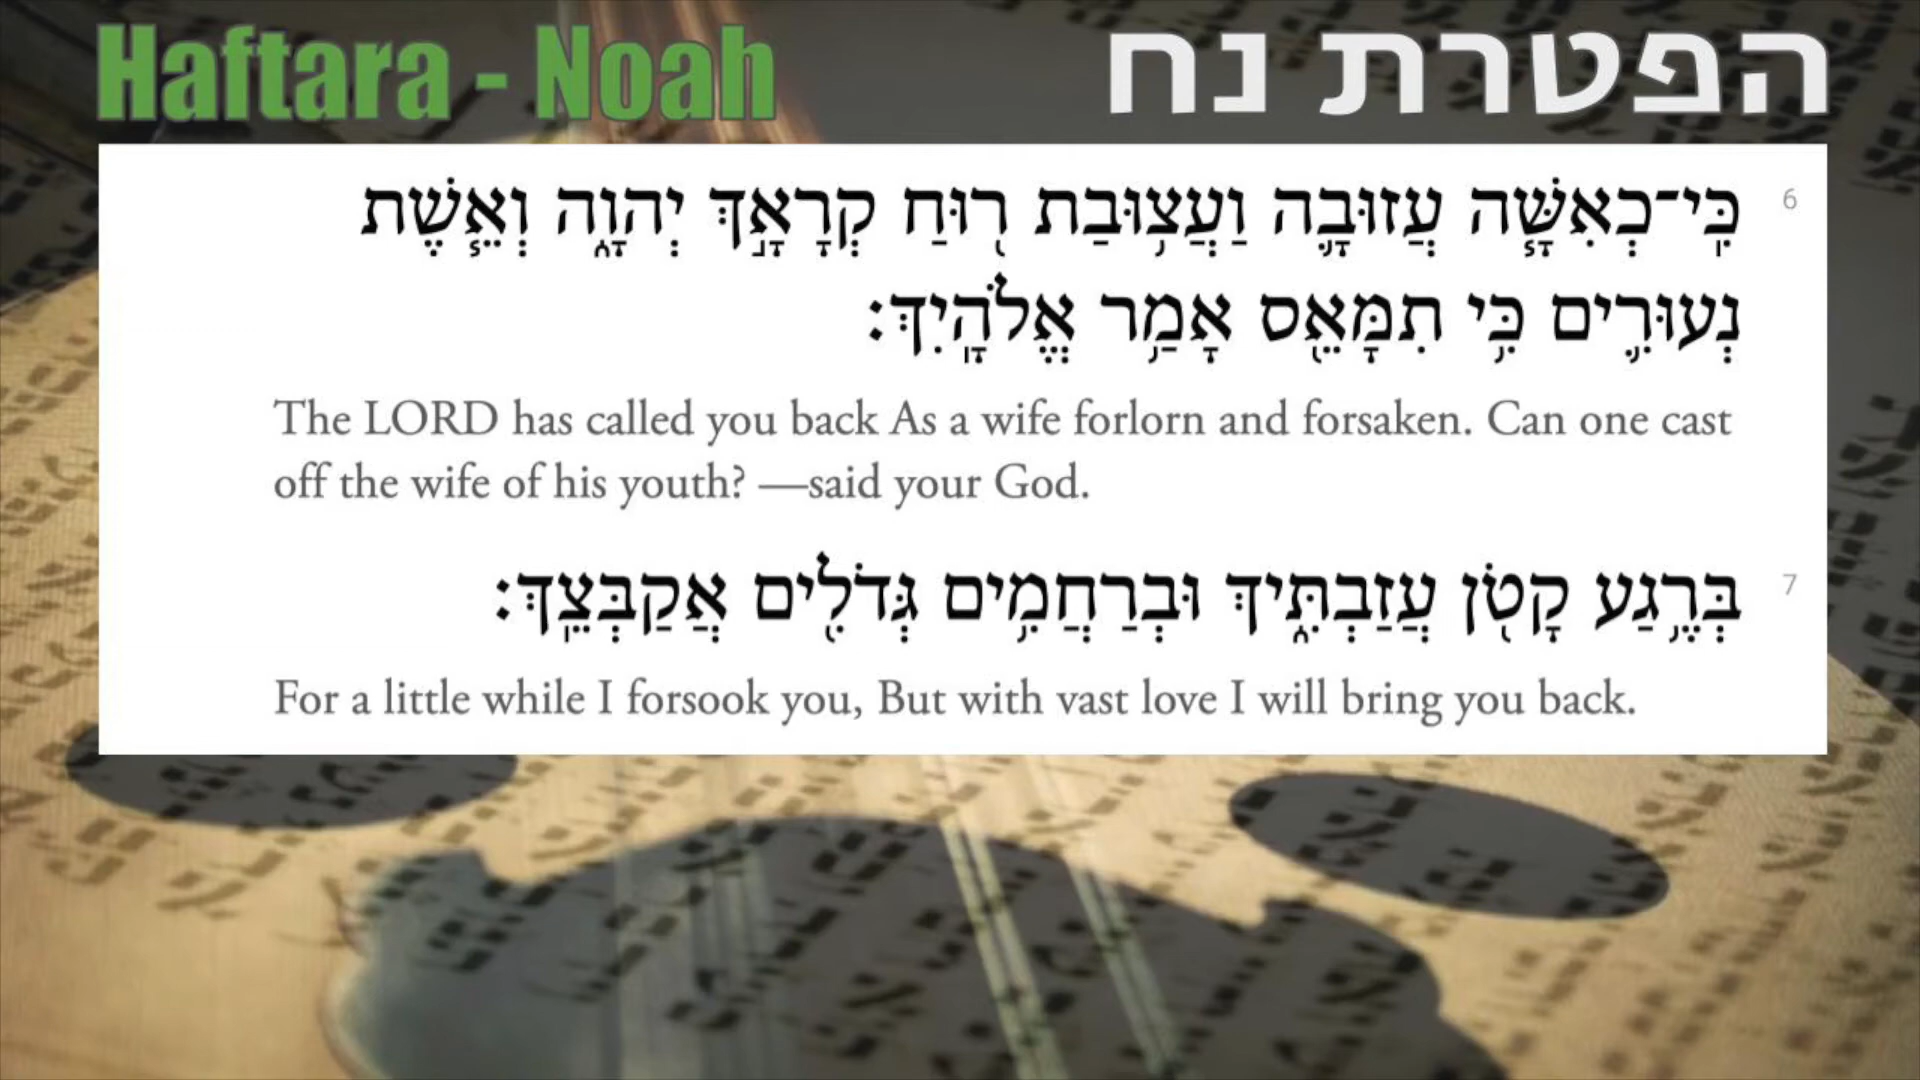 Haftara - Noah
הפטרת נח
6
כִּֽי־כְאִשָּׁ֧ה עֲזוּבָ֛ה וַעֲצ֥וּבַת ר֖וּחַ קְרָאָ֣ךְ יְהוָ֑ה וְאֵ֧שֶׁת
נְעוּרִ֛ים כִּ֥י תִמָּאֵ֖ס אָמַ֥ר אֱלֹהָֽיִךְ׃
The LORD has called you back As a wife forlorn and forsaken. Can one cast
off the wife of his youth? —said your God.
7
בְּרֶ֥גַע קָטֹ֖ן עֲזַבְתִּ֑יךְ וּבְרַחֲמִ֥ים גְּדֹלִ֖ים אֲקַבְּצֵֽךְ׃
For a little while I forsook you, But with vast love I will bring you back.